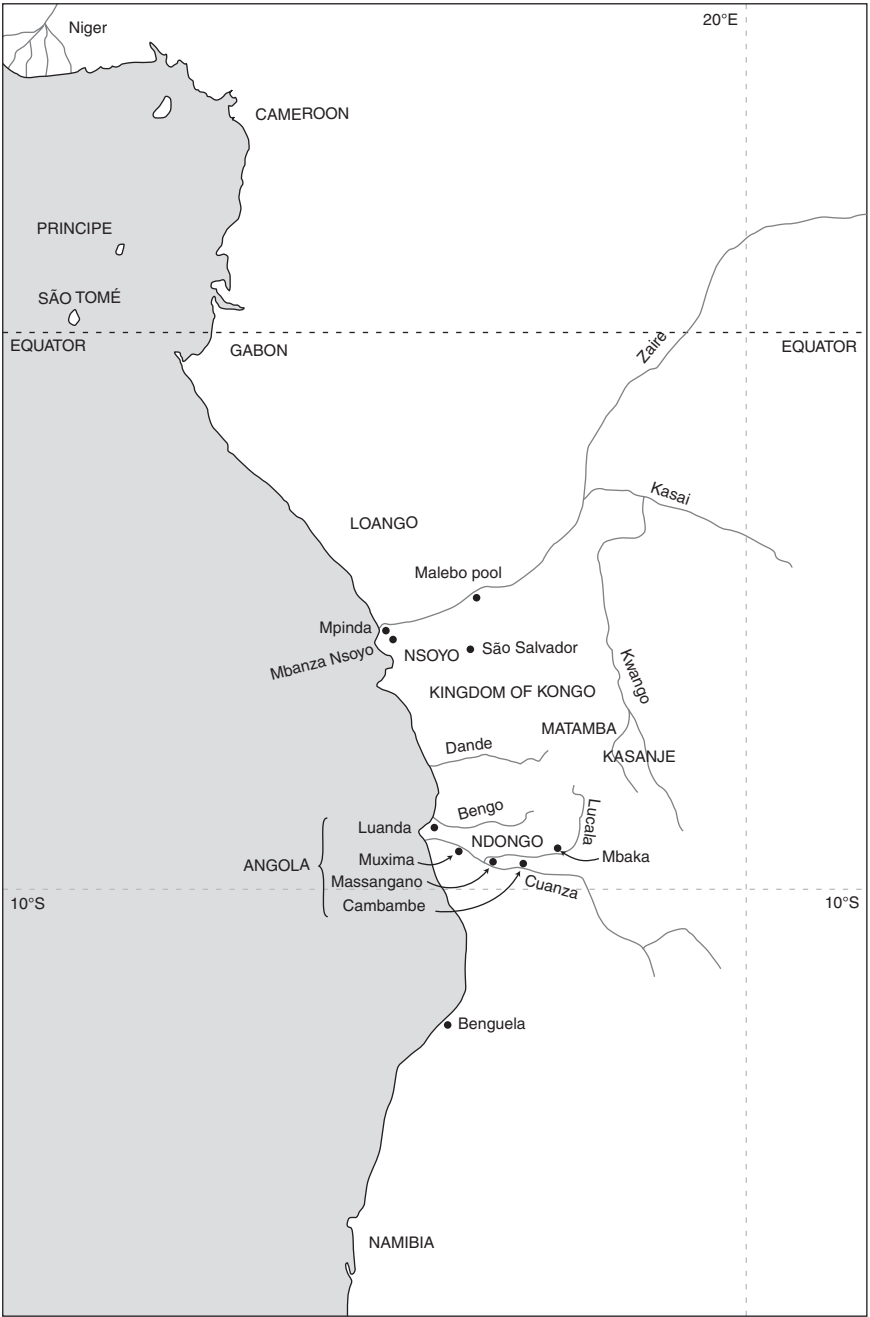 20°E
Niger
CAMEROON
PRINCIPE
SÃO TOMÉ
EQUATOR
GABON
EQUATOR
Zaire
Kasai
LOANGO
Malebo pool
Mpinda
Mbanza Nsoyo
NSOYO
São Salvador
Kwango
KINGDOM OF KONGO
MATAMBA
Dande
KASANJE
Bengo
Lucala
Luanda
NDONGO
ANGOLA
Muxima
Mbaka
Massangano
Cuanza
Cambambe
10°S
10°S
Benguela
NAMIBIA